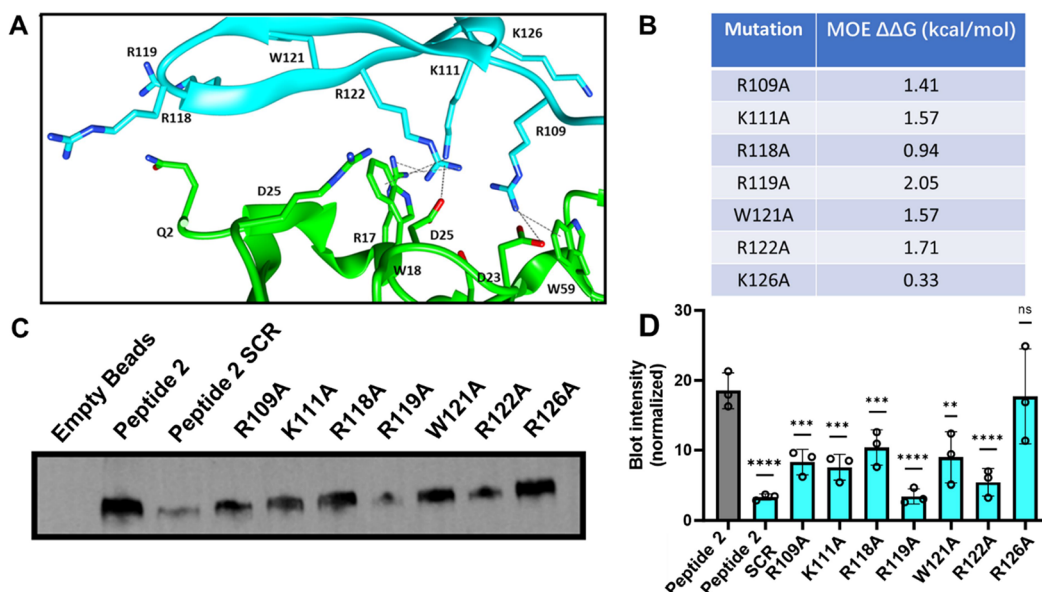 A
R119
W121
K126
K111
R122
R118
R109
D25
Q2
R17
D25
W18
D23
W59
B
Mutation MOE ΔΔG (kcal/mol)
R109A 1.41
K111A 1.57
R118A 0.94
R119A 2.05
W121A 1.57
R122A 1.71
K126A 0.33
C
Empty Beads
Peptide 2
Peptide 2 SCR
R109A
K111A
R118A
R119A
W121A
R122A
R126A
D
Blot intensity
(normalized)
30
20
10
0
****
***
***
***
****
**
****
ns
Peptide 2
Peptide 2
SCR
R109A
K111A
R118A
R119A
W121A
R122A
R126A